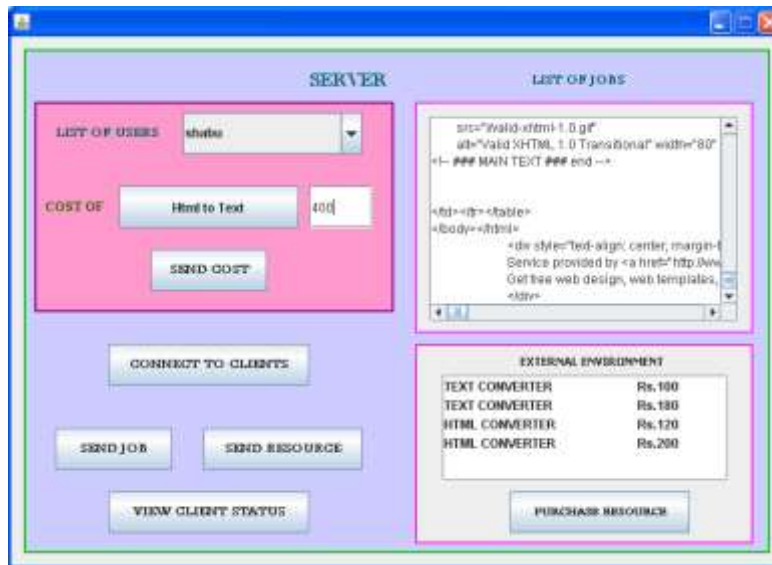 SERVER
LIST OF USERS
shabu
COST OF
Html to Text
400
SEND COST
CONNECT TO CLIENTS
SEND JOB
SEND RESOURCE
VIEW CLIENT STATUS
LIST OF JOBS
src="/valid-xhtml-1.0.gif"
alt="Valid XHTML 1.0 Transitional" width="80"
<!-- ### MAIN TEXT ### end -->
</td></tr></table>
</body></html>
<div style="text-align: center; margin-t
Service provided by <a href="http://ww
Get free web design, web templates,
</div>
EXTERNAL ENVIRONMENT
TEXT CONVERTER Rs.100
TEXT CONVERTER Rs.180
HTML CONVERTER Rs.120
HTML CONVERTER Rs.200
PURCHASE RESOURCE